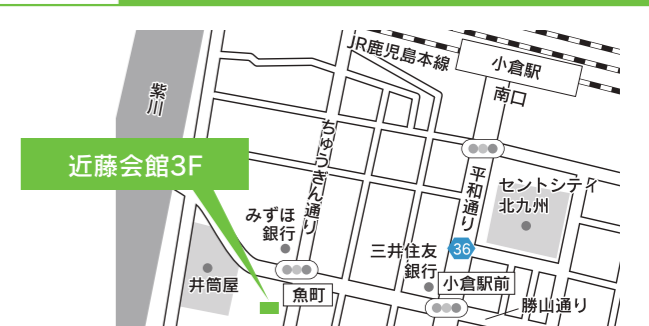 JR鹿児島本線
小倉駅
南口
紫川
近藤会館3F
ちゅうぎん通り
平和通り
セントシティ
北九州
みずほ
銀行
三井住友
銀行
36
井筒屋
魚町
小倉駅前
勝山通り